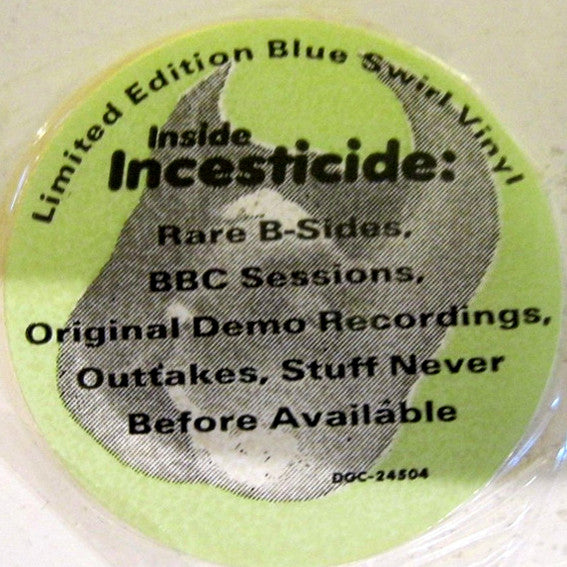 Limited Edition Blue Swirl Vinyl
Inside
Incesticide:
Rare B-Sides,
BBC Sessions,
Original Demo Recordings,
Outtakes, Stuff Never
Before Available
DGC-24504